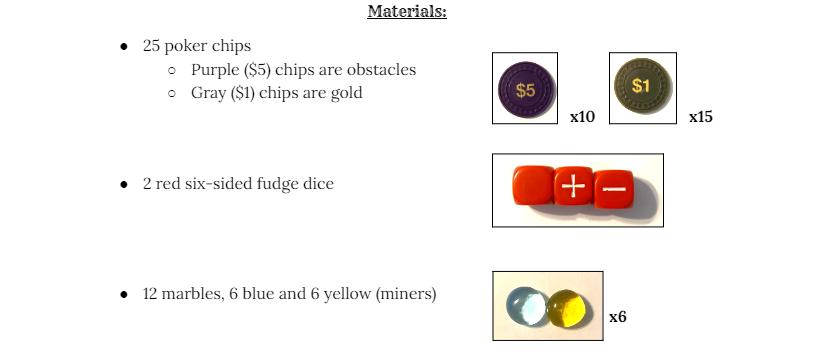 Materials:
● 25 poker chips
○ Purple ($5) chips are obstacles
○ Gray ($1) chips are gold
$5
x10
$1
x15
● 2 red six-sided fudge dice
+ −
● 12 marbles, 6 blue and 6 yellow (miners)
x6